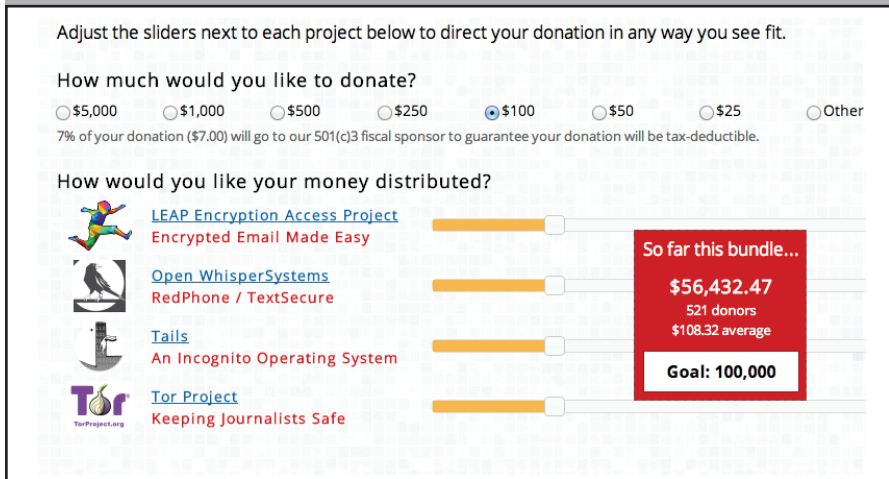 Adjust the sliders next to each project below to direct your donation in any way you see fit.
How much would you like to donate?
$5,000 $1,000 $500 $250 $100 $50 $25 Other
7% of your donation ($7.00) will go to our 501(c)3 fiscal sponsor to guarantee your donation will be tax-deductible.
How would you like your money distributed?
LEAP Encryption Access Project
Encrypted Email Made Easy
Open WhisperSystems
RedPhone / TextSecure
Tails
An Incognito Operating System
Tor
TorProject.org
Tor Project
Keeping Journalists Safe
So far this bundle...
$56,432.47
521 donors
$108.32 average
Goal: 100,000